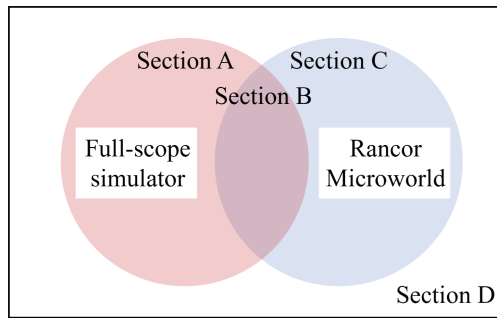 Section A
Section C
Section B
Full-scope
simulator
Rancor
Microworld
Section D